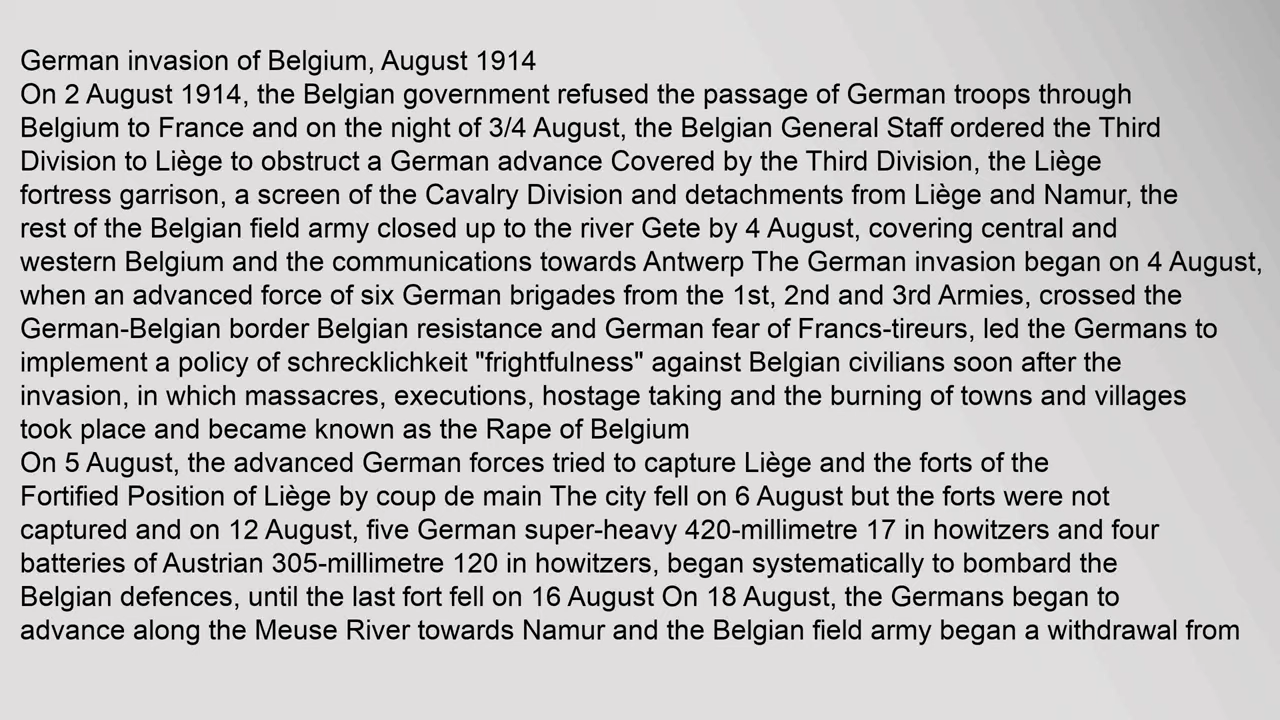 German invasion of Belgium, August 1914
On 2 August 1914, the Belgian government refused the passage of German troops through
Belgium to France and on the night of 3/4 August, the Belgian General Staff ordered the Third
Division to Liège to obstruct a German advance Covered by the Third Division, the Liège
fortress garrison, a screen of the Cavalry Division and detachments from Liège and Namur, the
rest of the Belgian field army closed up to the river Gete by 4 August, covering central and
western Belgium and the communications towards Antwerp The German invasion began on 4 August,
when an advanced force of six German brigades from the 1st, 2nd and 3rd Armies, crossed the
German-Belgian border Belgian resistance and German fear of Francs-tireurs, led the Germans to
implement a policy of schrecklichkeit "frightfulness" against Belgian civilians soon after the
invasion, in which massacres, executions, hostage taking and the burning of towns and villages
took place and became known as the Rape of Belgium
On 5 August, the advanced German forces tried to capture Liège and the forts of the
Fortified Position of Liège by coup de main The city fell on 6 August but the forts were not
captured and on 12 August, five German super-heavy 420-millimetre 17 in howitzers and four
batteries of Austrian 305-millimetre 120 in howitzers, began systematically to bombard the
Belgian defences, until the last fort fell on 16 August On 18 August, the Germans began to
advance along the Meuse River towards Namur and the Belgian field army began a withdrawal from